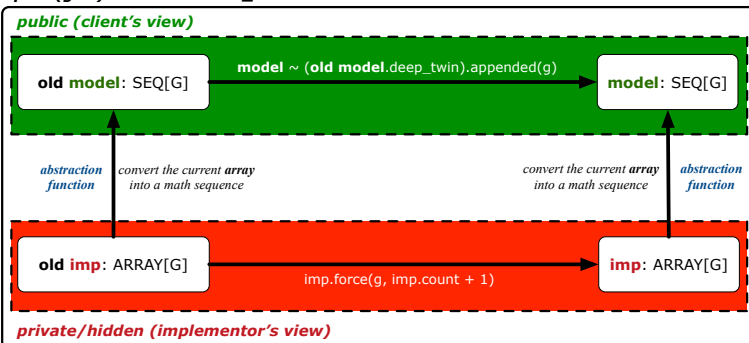 public (client's view)
model ~ (old model.deep_twin).appended(g)
old model: SEQ[G]
model: SEQ[G]
abstraction function
convert the current array
into a math sequence
convert the current array
into a math sequence
abstraction function
old imp: ARRAY[G]
imp: ARRAY[G]
imp.force(g, imp.count + 1)
private/hidden (implementor's view)